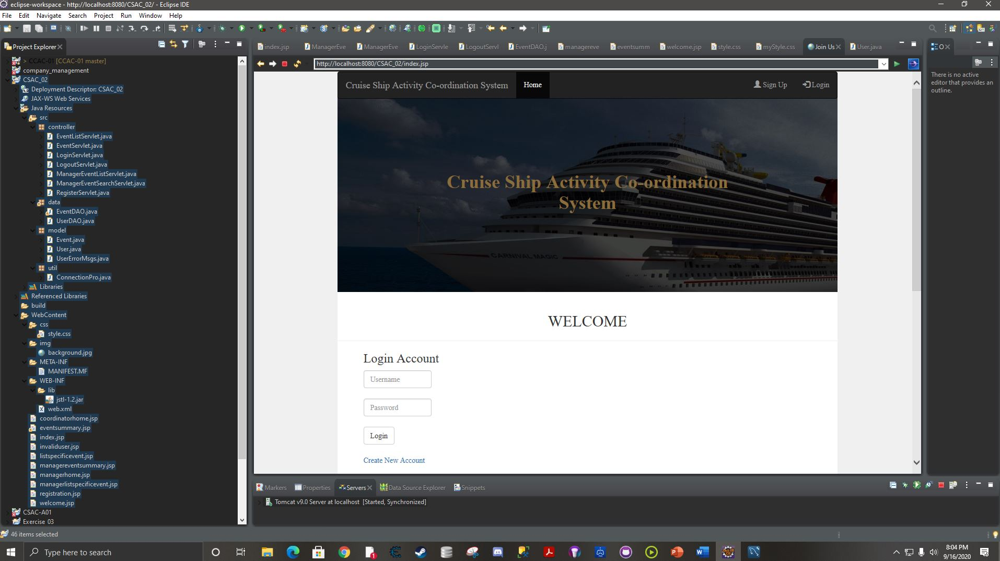 eclipse-workspace - http://localhost:8080/CSAC_02/ - Eclipse IDE
File Edit Navigate Search Project Run Window Help
Project Explorer
> CCAC-01 [CCAC-01 master]
company_management
CSAC_02
Deployment Descriptor: CSAC_02
JAX-WS Web Services
Java Resources
src
controller
EventListServlet.java
EventServlet.java
LoginServlet.java
LogoutServlet.java
ManagerEventListServlet.java
ManagerEventSearchServlet.java
RegisterServlet.java
data
EventDAO.java
UserDAO.java
model
Event.java
User.java
UserErrorMsgs.java
util
ConnectionPro.java
Libraries
Referenced Libraries
build
WebContent
css
style.css
img
background.jpg
META-INF
MANIFEST.MF
WEB-INF
lib
jstl-1.2.jar
web.xml
coordinatorhome.jsp
eventsummary.jsp
index.jsp
invaliduser.jsp
listspecificevent.jsp
managereventsummary.jsp
managerhome.jsp
managerlistspecificevent.jsp
registration.jsp
welcome.jsp
CSAC-A01
Exercise 03
46 items selected
index.jsp ManagerEve ManagerEve LoginServle LogoutServl EventDAO.j managereve eventsumm welcome.jsp style.css myStyle.css Join Us User.java
http://localhost:8080/CSAC_02/index.jsp
Cruise Ship Activity Co-ordination System Home Sign Up Login
Cruise Ship Activity Co-ordination
System
CARNIVAL MAGIC
WELCOME
Login Account
Username
Password
Login
Create New Account
O
There is no active
editor that provides an
outline.
Markers Properties Servers Data Source Explorer Snippets
Tomcat v9.0 Server at localhost [Started, Synchronized]
Type here to search
8:04 PM
9/16/2020